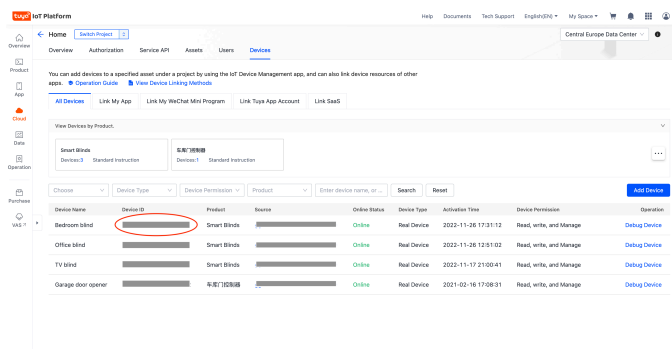 tuya IoT Platform
Help Documents Tech Support English(EN) My Space
Overview
Product
App
Cloud
Data
Operation
Purchase
VAS
Home Switch Project
Central Europe Data Center
Overview Authorization Service API Assets Users Devices
You can add devices to a specified asset under a project by using the IoT Device Management app, and can also link device resources of other
apps. Operation Guide View Device Linking Methods
All Devices Link My App Link My WeChat Mini Program Link Tuya App Account Link SaaS
View Devices by Product.
Smart Blinds
Devices:3 Standard Instruction
车库门控制器
Devices:1 Standard Instruction
Choose Device Type Device Permission Product Enter device name, or ... Search Reset Add Device
Device Name Device ID Product Source Online Status Device Type Activation Time Device Permission Operation
Bedroom blind Smart Blinds Online Real Device 2022-11-26 17:31:12 Read, write, and Manage Debug Device
Office blind Smart Blinds Online Real Device 2022-11-26 12:51:02 Read, write, and Manage Debug Device
TV blind Smart Blinds Online Real Device 2022-11-17 21:00:41 Read, write, and Manage Debug Device
Garage door opener 车库门控制器 Online Real Device 2021-02-16 17:08:31 Read, write, and Manage Debug Device